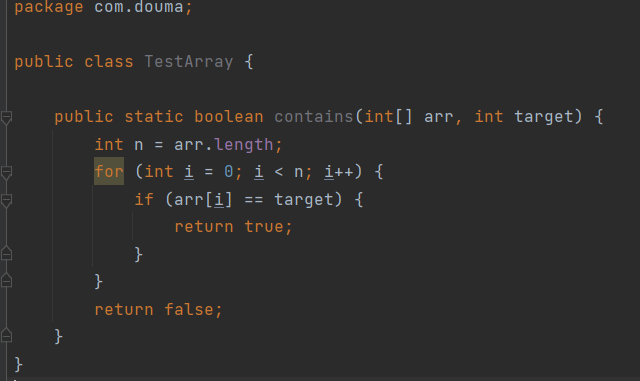 package com.douma;
public class TestArray {
public static boolean contains(int[] arr, int target) {
int n = arr.length;
for (int i = 0; i < n; i++) {
if (arr[i] == target) {
return true;
}
}
return false;
}
}